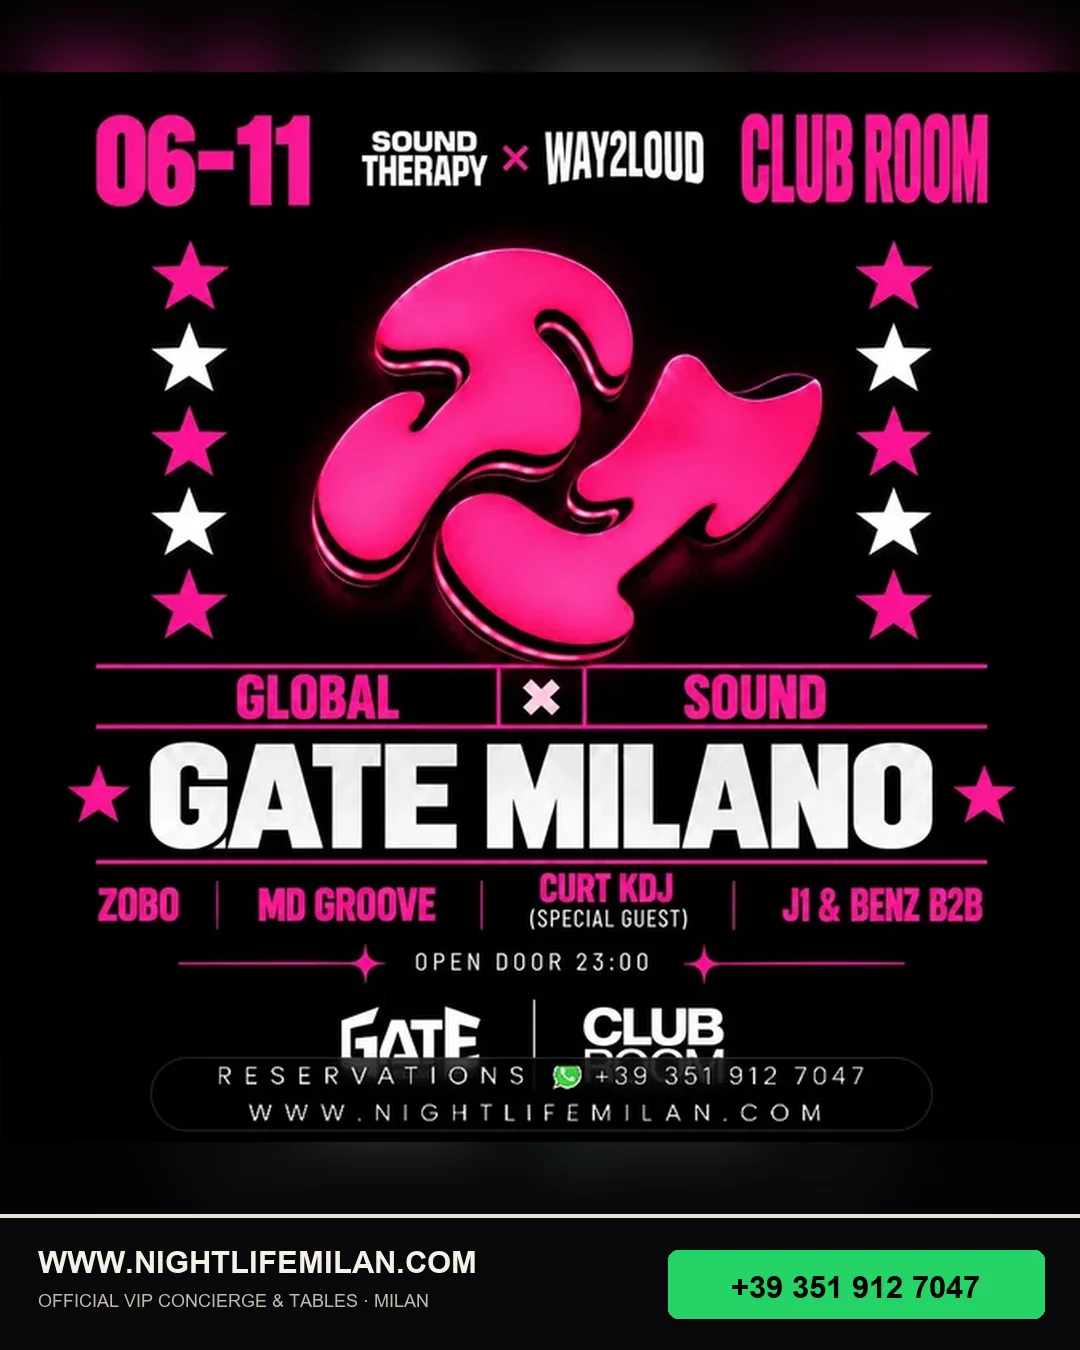 06-11
SOUND
THERAPY
×
WAY2LOUD
CLUB ROOM
GLOBAL × SOUND
GATE MILANO
ZOBO
MD GROOVE
CURT KDJ
(SPECIAL GUEST)
J1 & BENZ B2B
OPEN DOOR 23:00
GATE
CLUB
ROOM
RESERVATIONS +39 351 912 7047
WWW.NIGHTLIFEMILAN.COM
WWW.NIGHTLIFEMILAN.COM
OFFICIAL VIP CONCIERGE & TABLES · MILAN
+39 351 912 7047